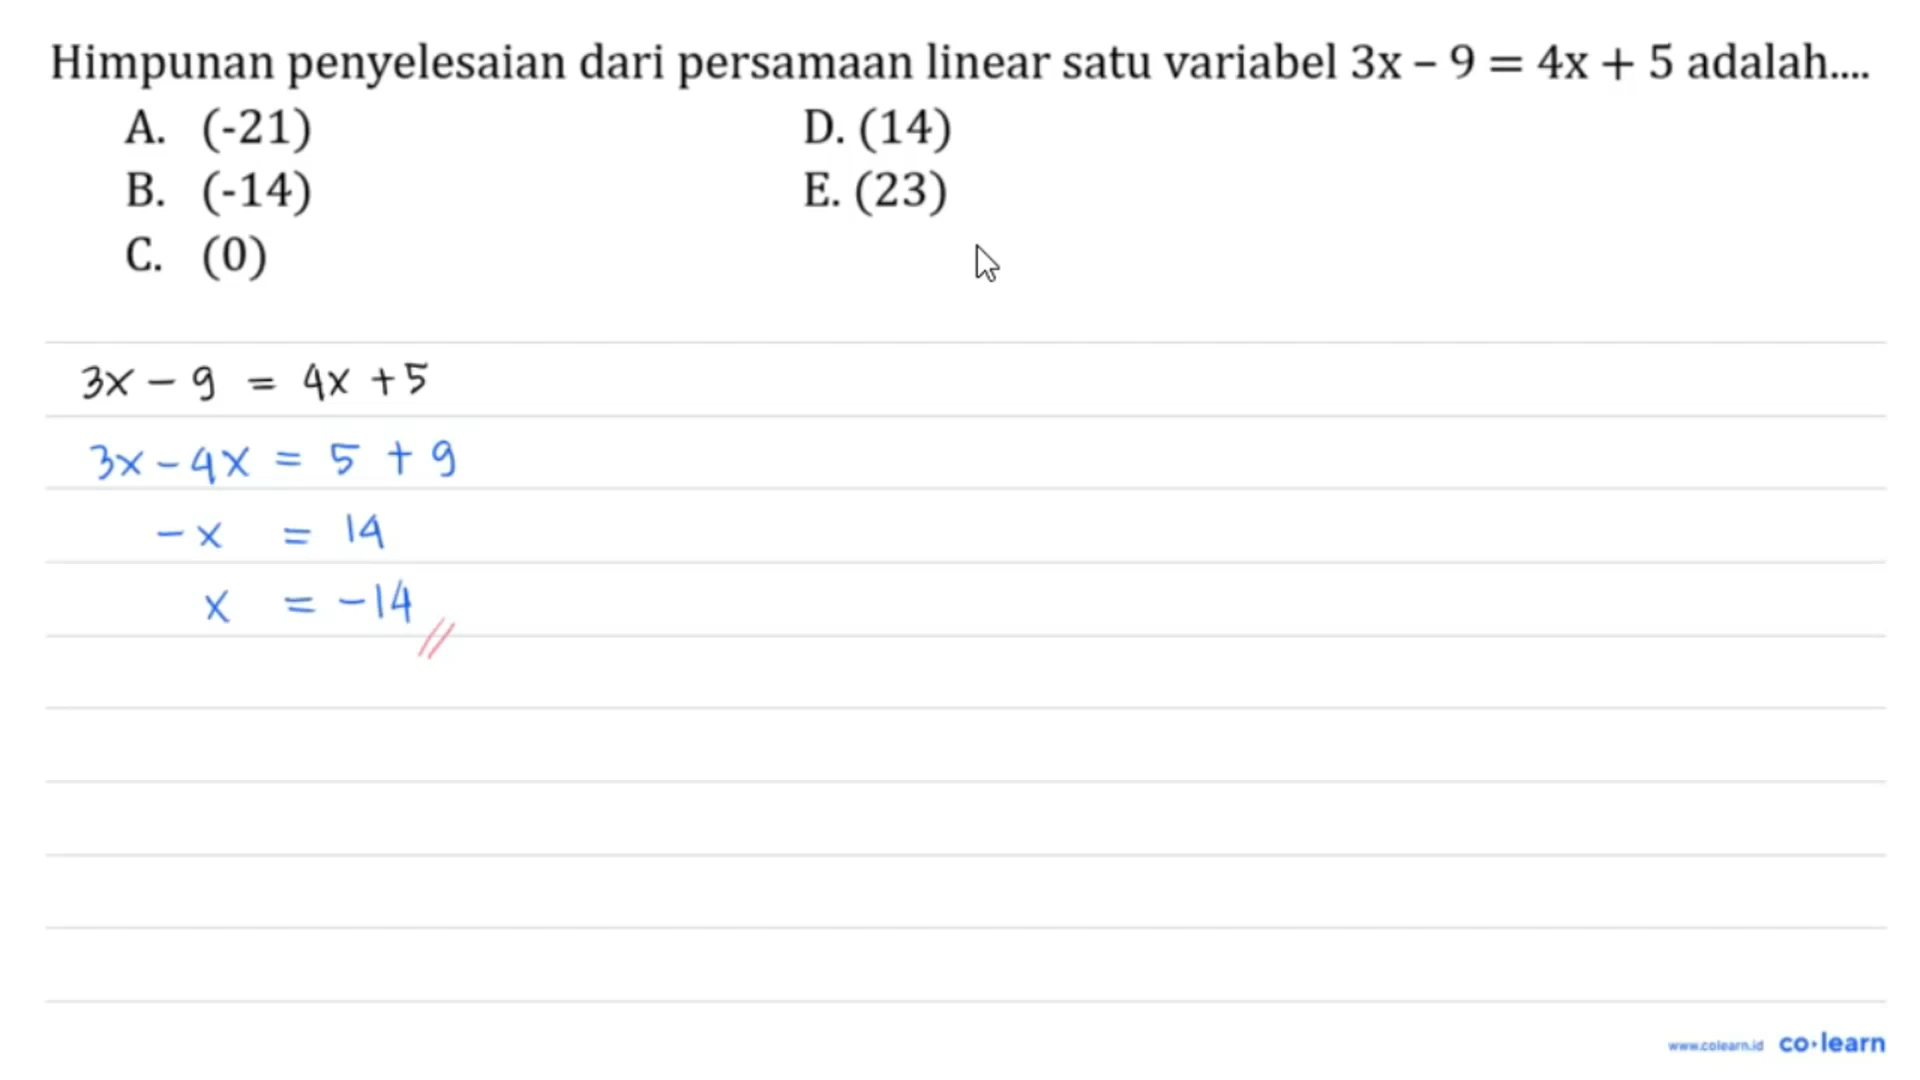 Himpunan penyelesaian dari persamaan linear satu variabel 3x – 9 = 4x + 5 adalah....
A. (-21)
B. (-14)
C. (0)
D. (14)
E. (23)
3x - 9 = 4x + 5
3x - 4x = 5 + 9
- x = 14
x = -14
www.colearn.id co·learn